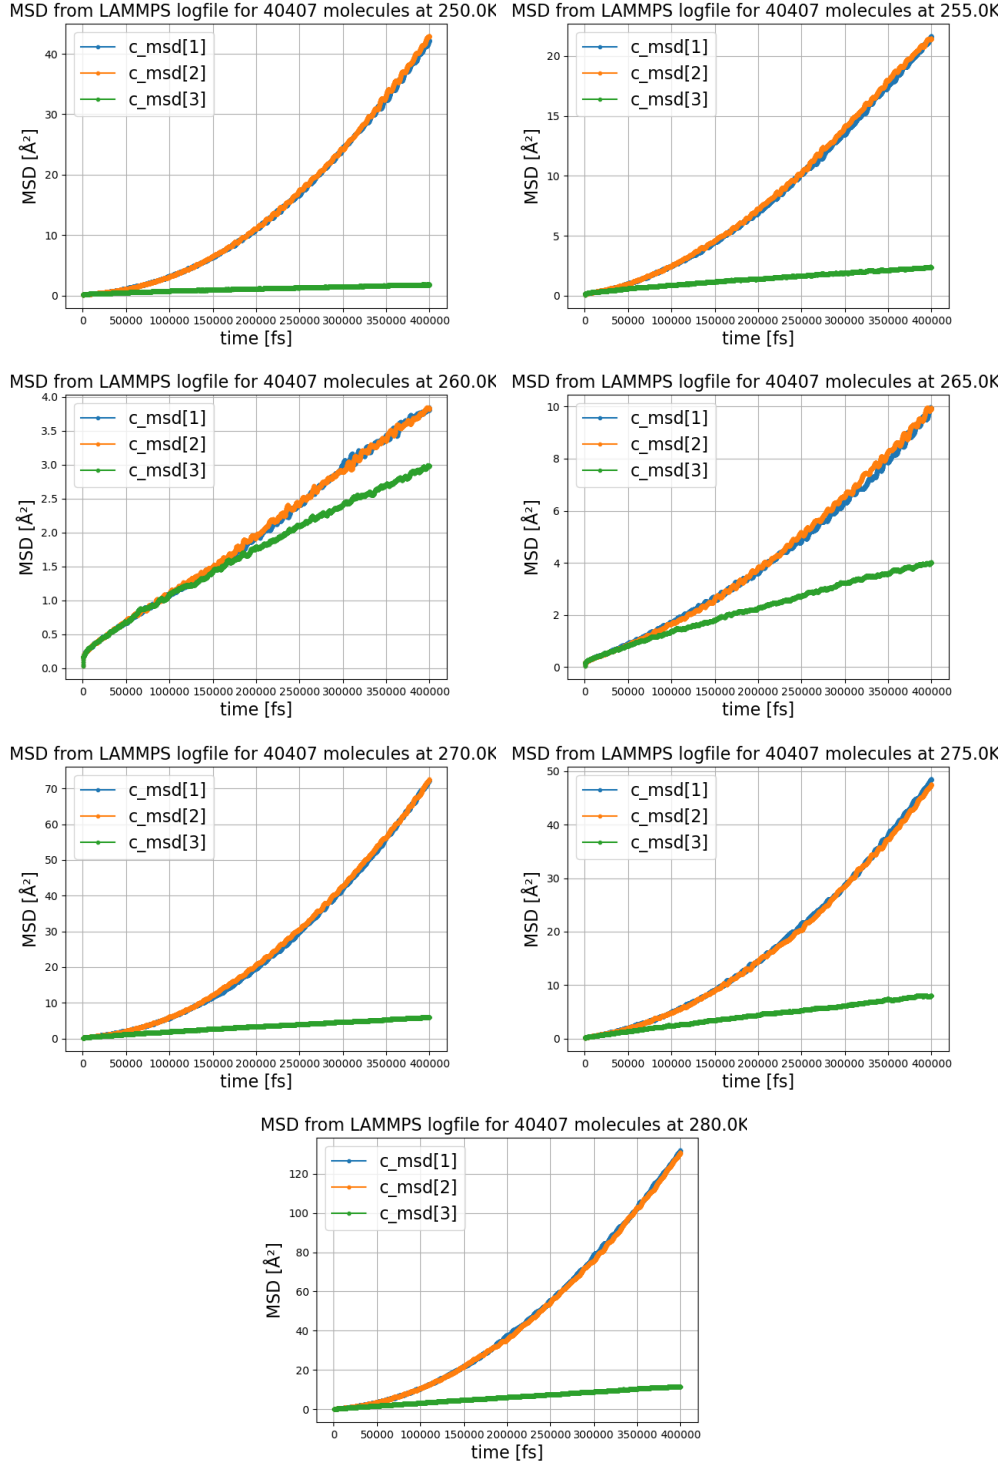 MSD from LAMMPS logfile for 40407 molecules at 250.0K
MSD [Å²]
40
30
20
10
0
c_msd[1]
c_msd[2]
c_msd[3]
0 50000 100000 150000 200000 250000 300000 350000 400000
time [fs]
MSD from LAMMPS logfile for 40407 molecules at 255.0K
MSD [Å²]
20
15
10
5
0
c_msd[1]
c_msd[2]
c_msd[3]
0 50000 100000 150000 200000 250000 300000 350000 400000
time [fs]
MSD from LAMMPS logfile for 40407 molecules at 260.0K
MSD [Å²]
4.0
3.5
3.0
2.5
2.0
1.5
1.0
0.5
0.0
c_msd[1]
c_msd[2]
c_msd[3]
0 50000 100000 150000 200000 250000 300000 350000 400000
time [fs]
MSD from LAMMPS logfile for 40407 molecules at 265.0K
MSD [Å²]
10
8
6
4
2
0
c_msd[1]
c_msd[2]
c_msd[3]
0 50000 100000 150000 200000 250000 300000 350000 400000
time [fs]
MSD from LAMMPS logfile for 40407 molecules at 270.0K
MSD [Å²]
70
60
50
40
30
20
10
0
c_msd[1]
c_msd[2]
c_msd[3]
0 50000 100000 150000 200000 250000 300000 350000 400000
time [fs]
MSD from LAMMPS logfile for 40407 molecules at 275.0K
MSD [Å²]
50
40
30
20
10
0
c_msd[1]
c_msd[2]
c_msd[3]
0 50000 100000 150000 200000 250000 300000 350000 400000
time [fs]
MSD from LAMMPS logfile for 40407 molecules at 280.0K
MSD [Å²]
120
100
80
60
40
20
0
c_msd[1]
c_msd[2]
c_msd[3]
0 50000 100000 150000 200000 250000 300000 350000 400000
time [fs]